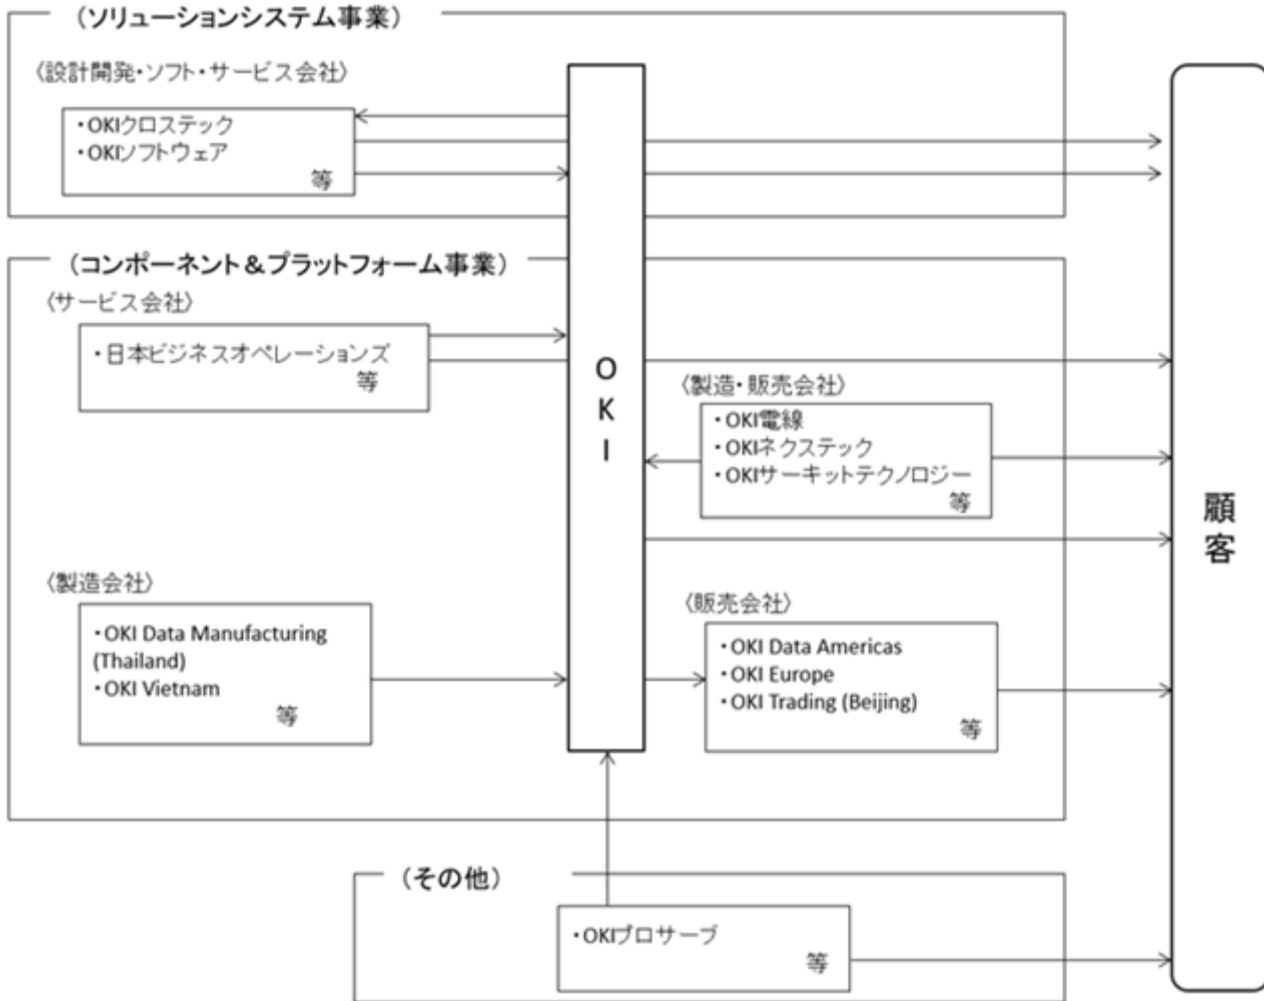 （ソリューションシステム事業）
〈設計開発・ソフト・サービス会社〉
・OKIクロステック
・OKIソフトウェア
等
（コンポーネント＆プラットフォーム事業）
〈サービス会社〉
・日本ビジネスオペレーションズ
等
〈製造会社〉
・OKI Data Manufacturing
(Thailand)
・OKI Vietnam
等
OKI
〈製造・販売会社〉
・OKI電線
・OKIネクステック
・OKIサーキットテクノロジー
等
〈販売会社〉
・OKI Data Americas
・OKI Europe
・OKI Trading (Beijing)
等
（その他）
・OKIプロサーブ
等
顧客